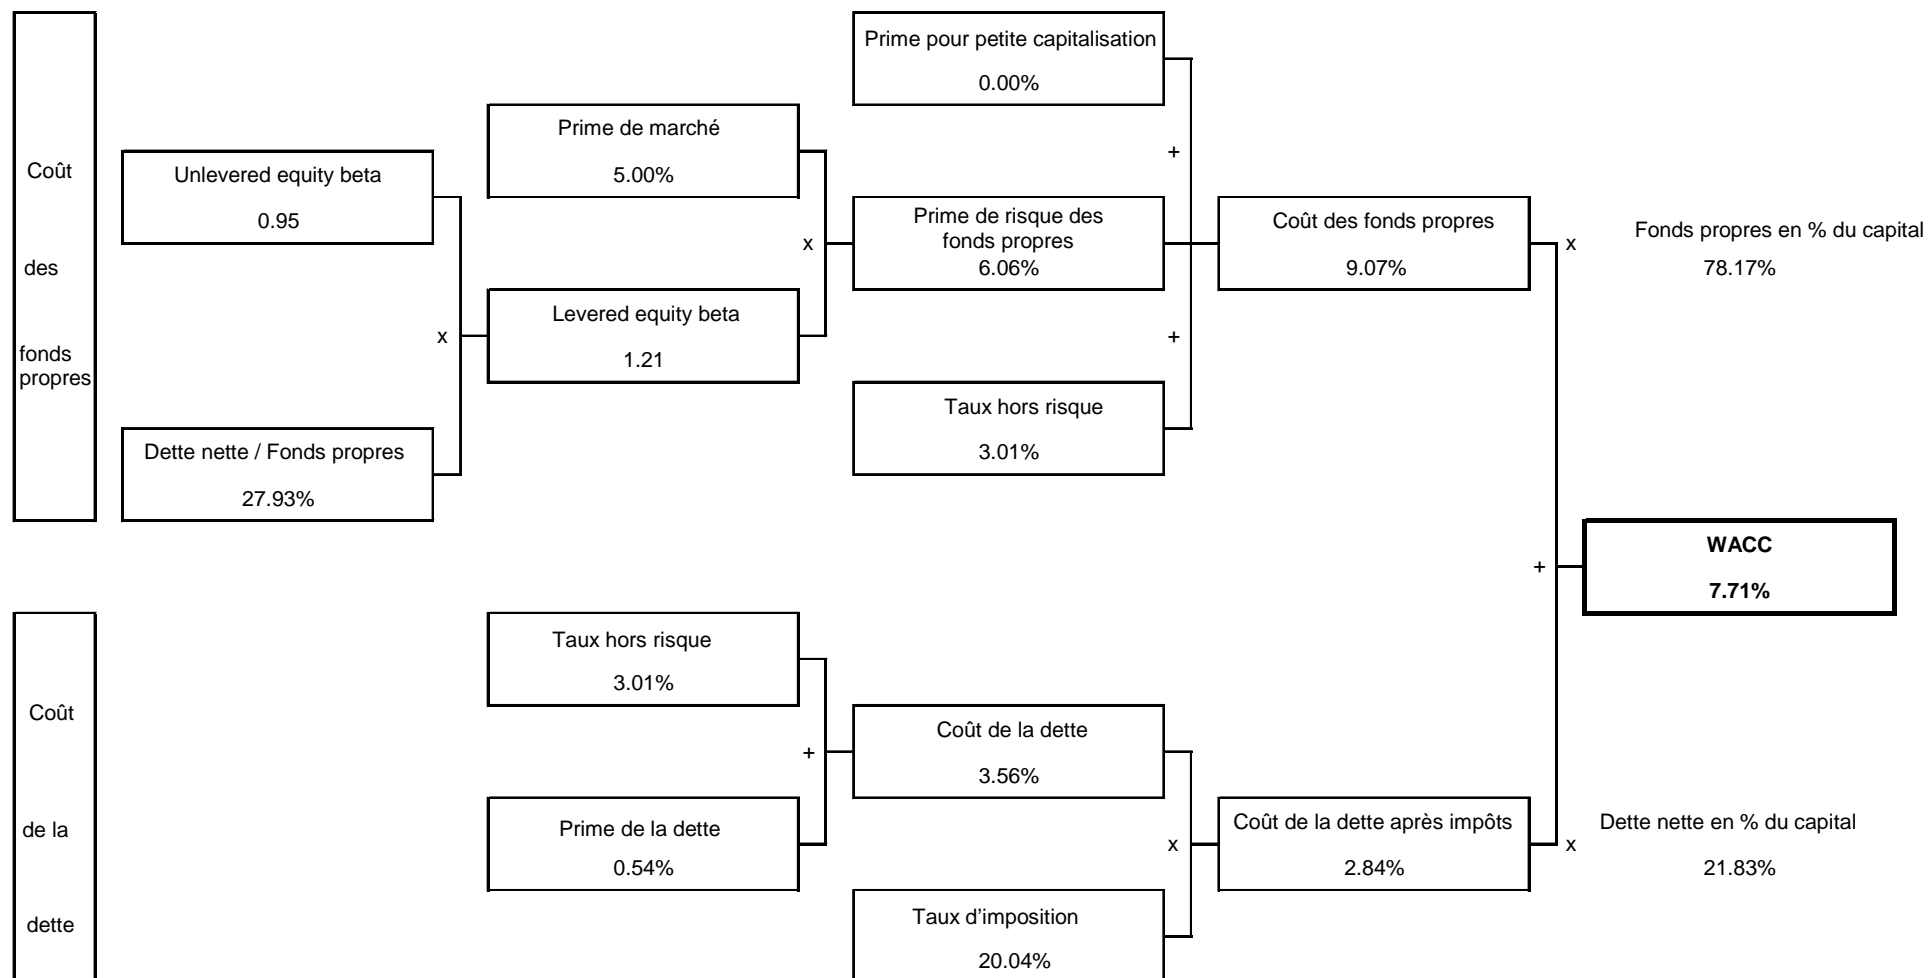 Coût
des
fonds
propres
Unlevered equity beta
0.95
Dette nette / Fonds propres
27.93%
x
Prime de marché
5.00%
Levered equity beta
1.21
x
Prime pour petite capitalisation
0.00%
+
Prime de risque des
fonds propres
6.06%
+
Taux hors risque
3.01%
Coût des fonds propres
9.07%
x
Fonds propres en % du capital
78.17%
+
WACC
7.71%
Coût
de la
dette
Taux hors risque
3.01%
+
Prime de la dette
0.54%
Coût de la dette
3.56%
x
Taux d’imposition
20.04%
Coût de la dette après impôts
2.84%
x
Dette nette en % du capital
21.83%